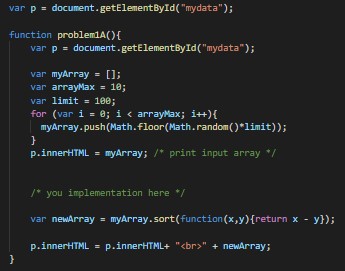 var p = document.getElementById("mydata");
function problem1A(){
var p = document.getElementById("mydata");
var myArray = [];
var arrayMax = 10;
var limit = 100;
for (var i = 0; i < arrayMax; i++){
myArray.push(Math.floor(Math.random()*limit));
}
p.innerHTML = myArray; /* print input array */
/* you implementation here */
var newArray = myArray.sort(function(x,y){return x - y});
p.innerHTML = p.innerHTML+ "<br>" + newArray;
}